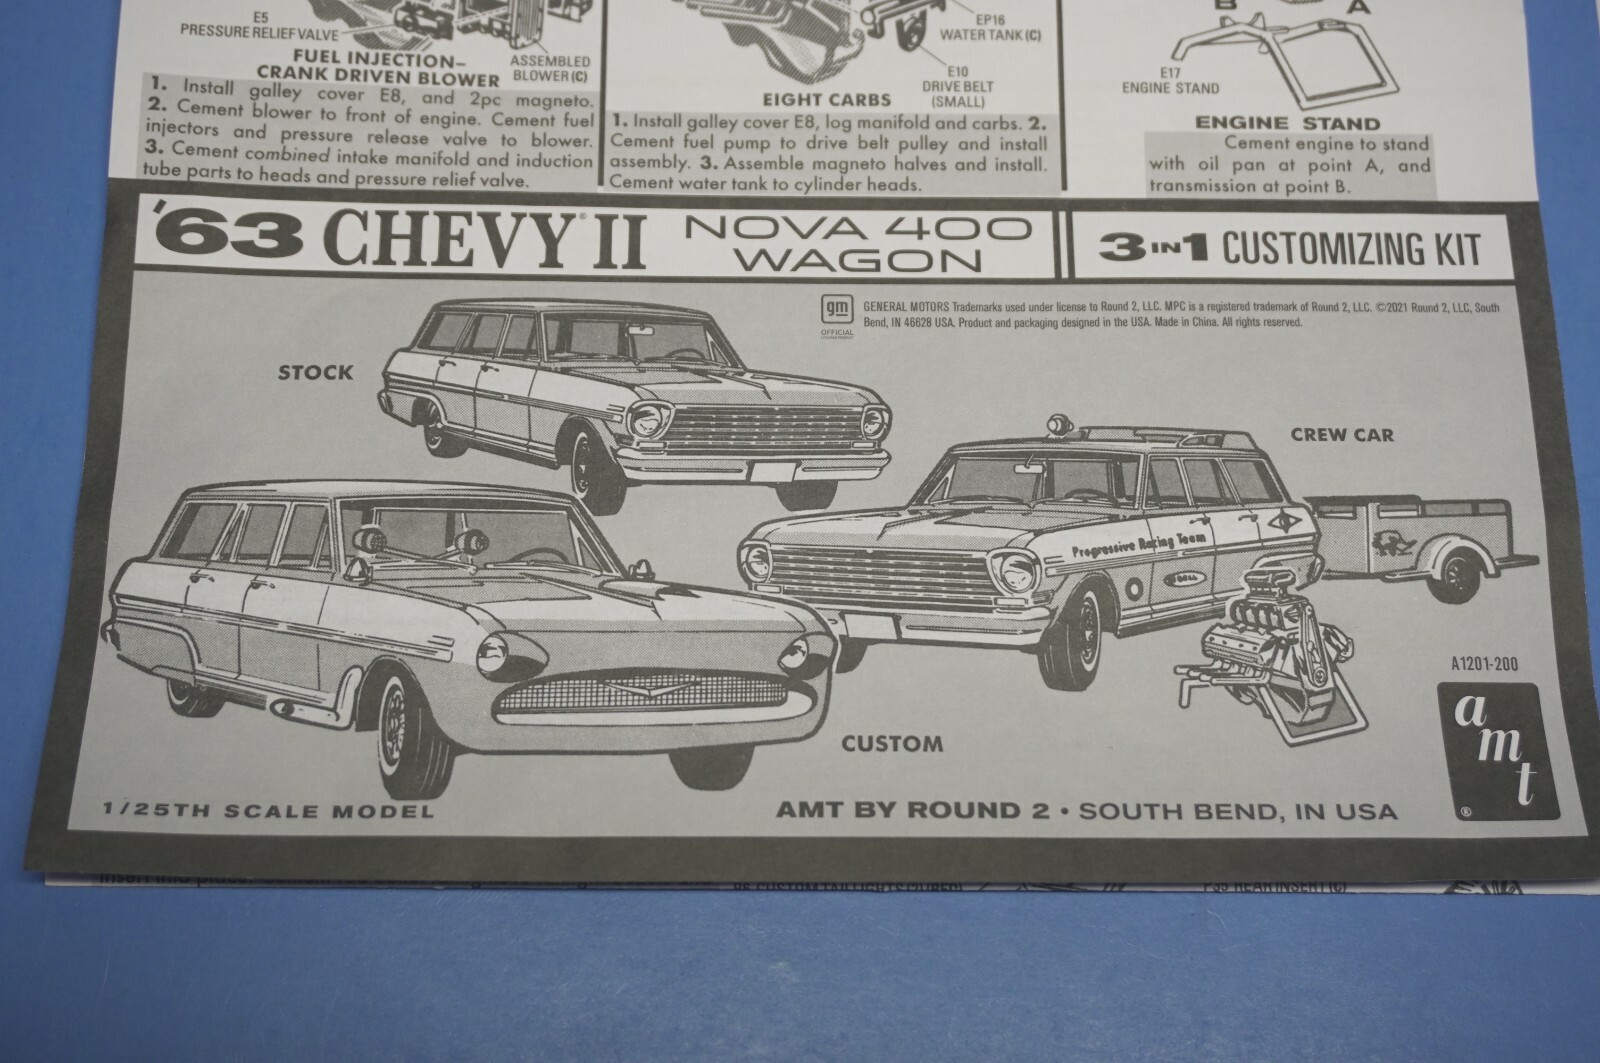 E5
PRESSURE RELIEF VALVE
ASSEMBLED
BLOWER (C)
FUEL INJECTION–
CRANK DRIVEN BLOWER
1. Install galley cover E8, and 2pc magneto.
2. Cement blower to front of engine. Cement fuel
injectors and pressure release valve to blower.
3. Cement combined intake manifold and induction
tube parts to heads and pressure relief valve.
EP16
WATER TANK (C)
E10
DRIVE BELT
(SMALL)
EIGHT CARBS
1. Install galley cover E8, log manifold and carbs. 2.
Cement fuel pump to drive belt pulley and install
assembly. 3. Assemble magneto halves and install.
Cement water tank to cylinder heads.
B A
E17
ENGINE STAND
ENGINE STAND
Cement engine to stand
with oil pan at point A, and
transmission at point B.
'63 CHEVY® II NOVA 400
WAGON
3 IN 1 CUSTOMIZING KIT
gm
OFFICIAL
GENERAL MOTORS Trademarks used under license to Round 2, LLC. MPC is a registered trademark of Round 2, LLC. ©2021 Round 2, LLC, South
Bend, IN 46628 USA. Product and packaging designed in the USA. Made in China. All rights reserved.
STOCK
CREW CAR
Progressive Racing Team
CUSTOM
A1201-200
amt
®
1/25TH SCALE MODEL
AMT BY ROUND 2 • SOUTH BEND, IN USA